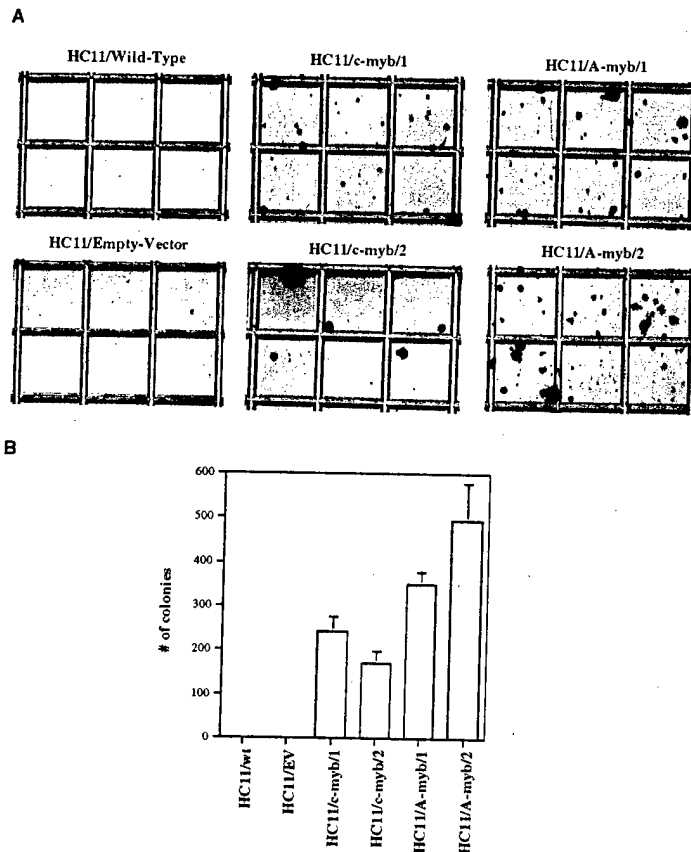 A
HC11/Wild-Type
HC11/c-myb/1
HC11/A-myb/1
HC11/Empty-Vector
HC11/c-myb/2
HC11/A-myb/2
B
600
500
400
300
200
100
0
# of colonies
HC11/wt
HC11/EV
HC11/c-myb/1
HC11/c-myb/2
HC11/A-myb/1
HC11/A-myb/2